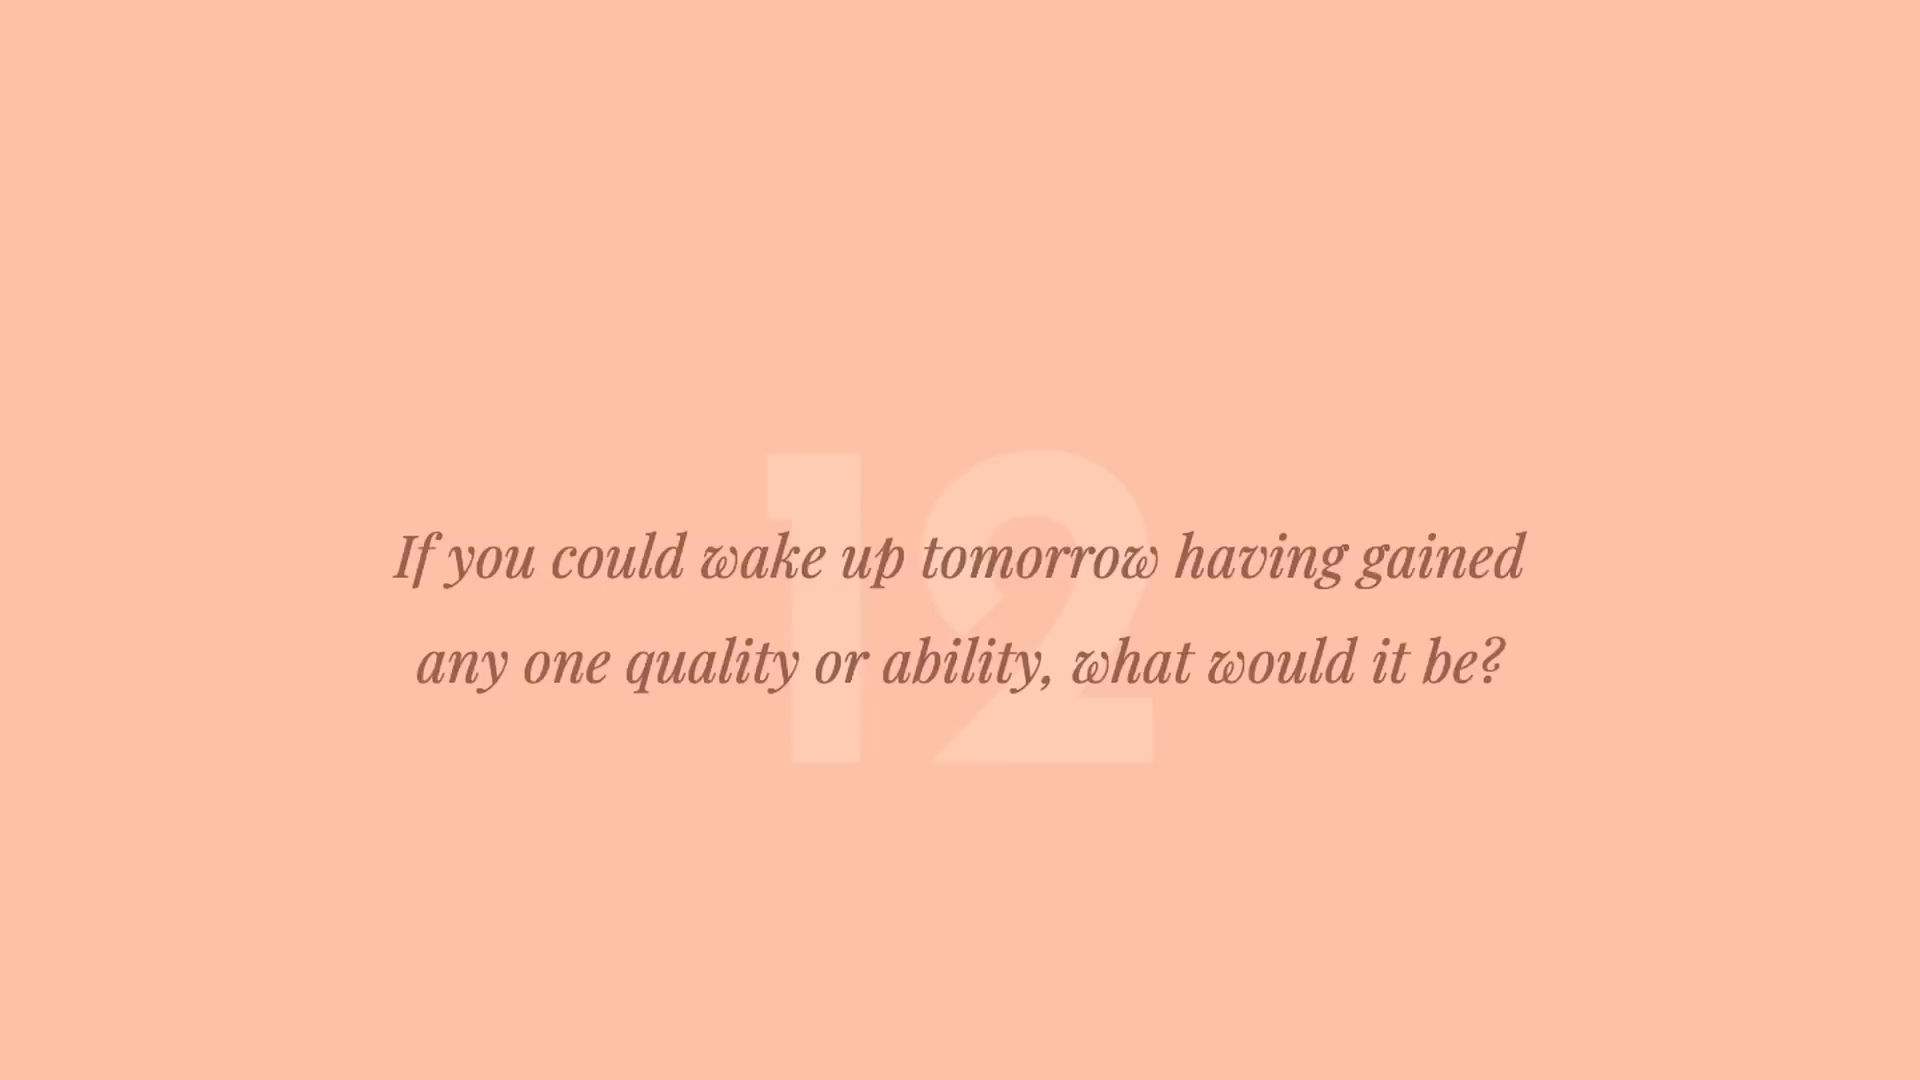 12
If you could wake up tomorrow having gained
any one quality or ability, what would it be?